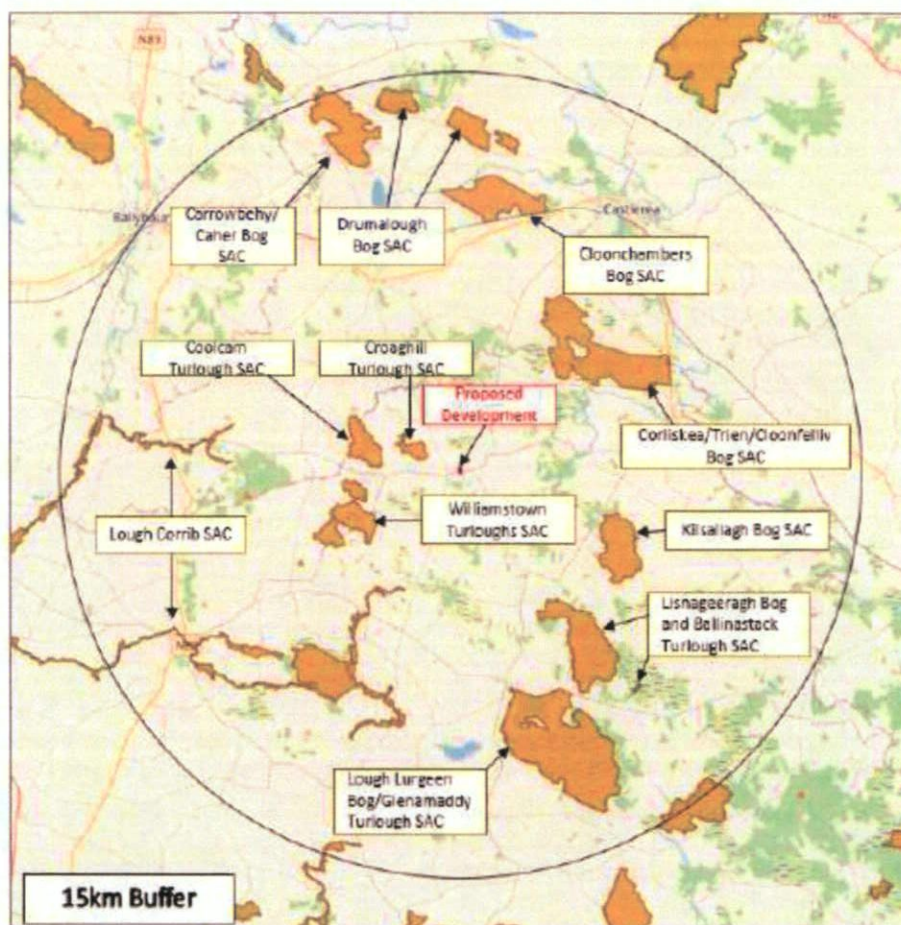 N83
Carrowbehy/
Caher Bog
SAC
Drumalough
Bog SAC
Castlerea
Cloonchambers
Bog SAC
Coolcam
Turlough SAC
Croaghill
Turlough SAC
Proposed
Development
Corliskea/Trien/Cloonfelliv
Bog SAC
Lough Corrib SAC
Williamstown
Turloughs SAC
Kilsallagh Bog SAC
Lisnageeragh Bog
and Ballinastack
Turlough SAC
Lough Lurgeen
Bog/Glenamaddy
Turlough SAC
15km Buffer